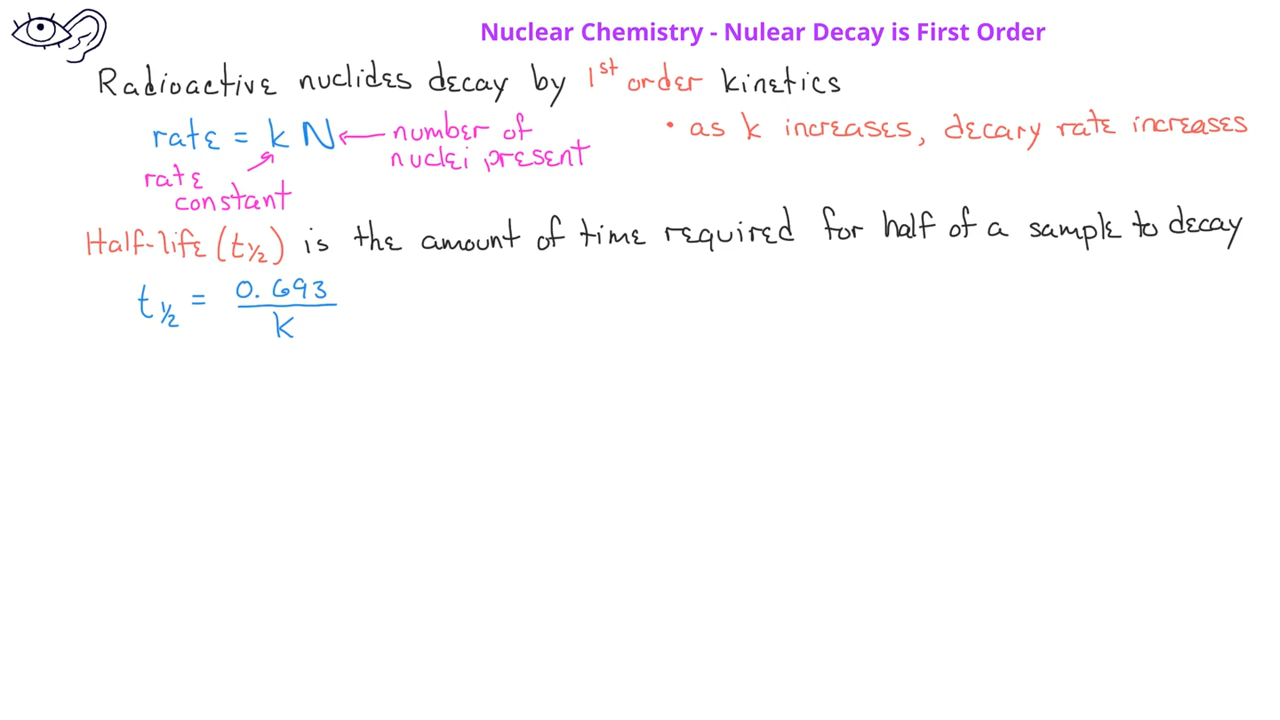 Nuclear Chemistry - Nulear Decay is First Order
Radioactive nuclides decay by 1st order kinetics
rate = k N ← number of
nuclei present
rate
constant
• as k increases, decary rate increases
Half-life (t½) is the amount of time required for half of a sample to decay
t½ = 0.693
k